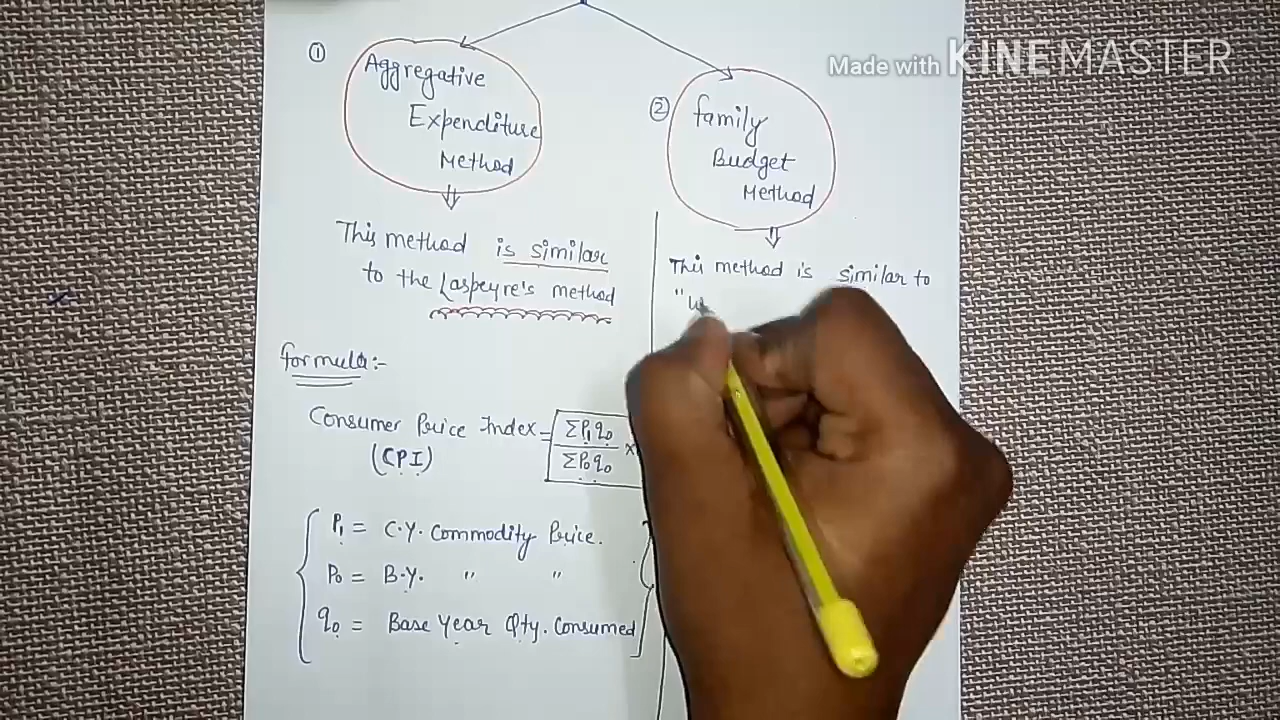 Made with KINEMASTER
①
Aggregative
Expenditure
Method
②
Family
Budget
Method
This method is similar
to the Laspeyre's method
This method is similar to
"W
Formula:-
Consumer Price Index = ΣP₁q₀ / ΣP₀q₀ ×
(CPI)
P₁ = C.Y. Commodity Price.
P₀ = B.Y. " "
q₀ = Base Year Qty. Consumed